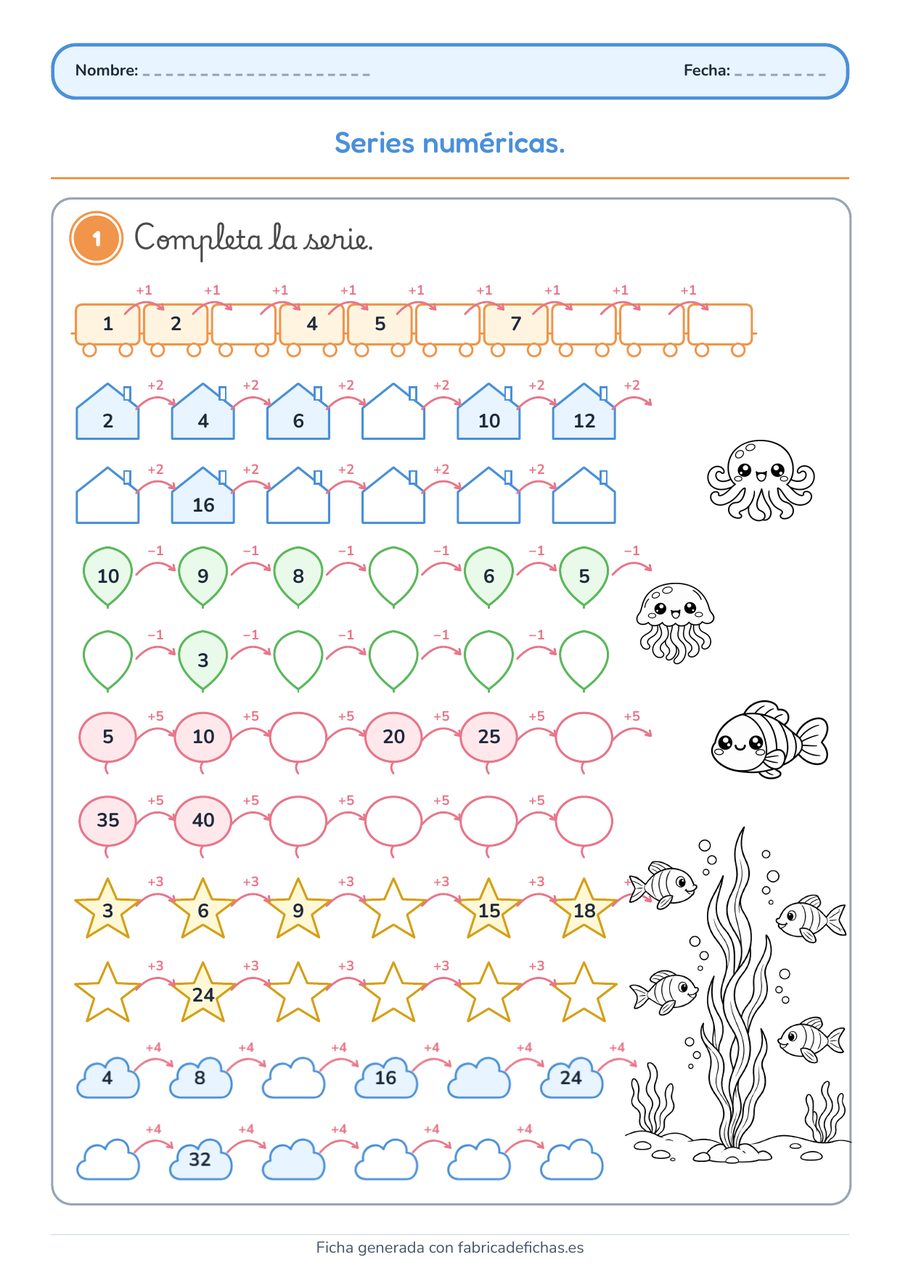 Nombre: Fecha:
Series numéricas.
1 Completa la serie.
+1 +1 +1 +1 +1 +1 +1 +1 +1
1 2 4 5 7
+2 +2 +2 +2 +2 +2
2 4 6 10 12
+2 +2 +2 +2 +2
16
−1 −1 −1 −1 −1 −1
10 9 8 6 5
−1 −1 −1 −1 −1
3
+5 +5 +5 +5 +5 +5
5 10 20 25
+5 +5 +5 +5 +5
35 40
+3 +3 +3 +3 +3
3 6 9 15 18
+3 +3 +3 +3 +3
24
+4 +4 +4 +4 +4 +4
4 8 16 24
+4 +4 +4 +4 +4
32
Ficha generada con fabricadefichas.es